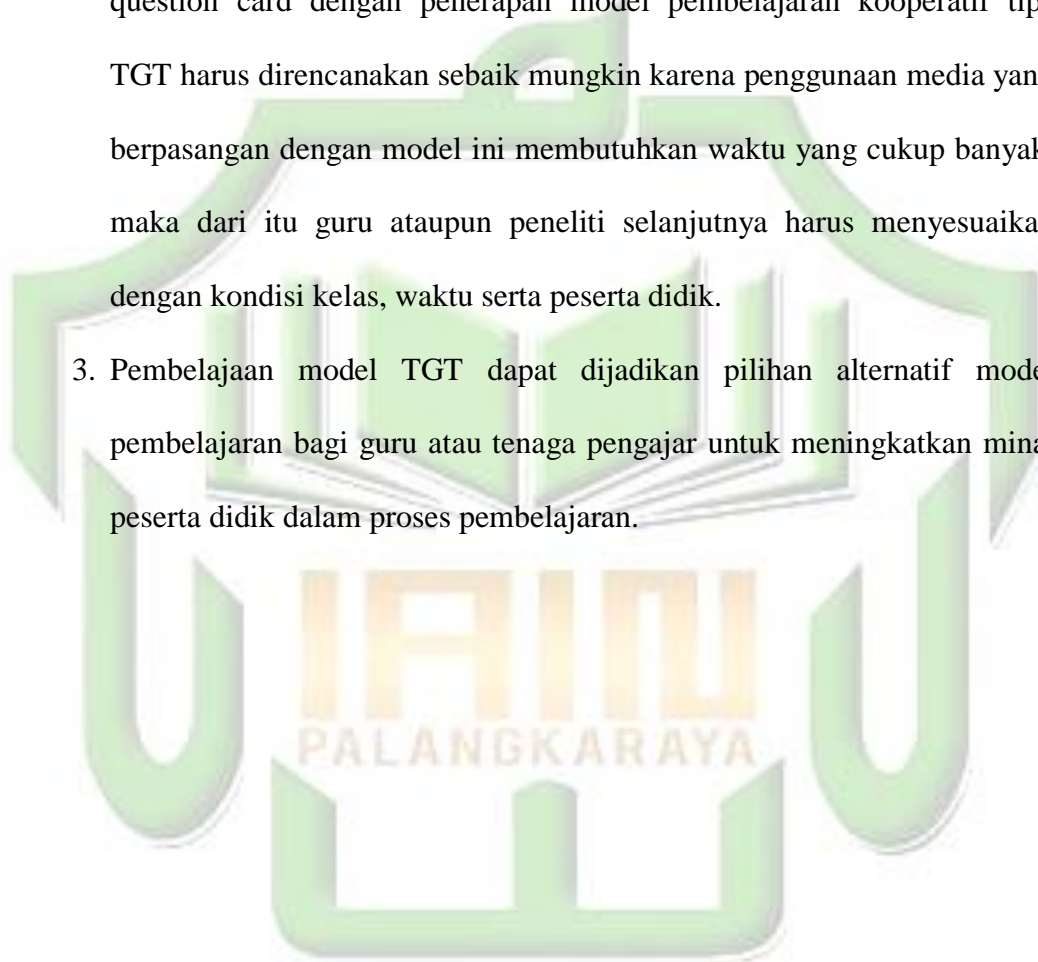 question card dengan penerapan model pembelajaran kooperatif tip
TGT harus direncanakan sebaik mungkin karena penggunaan media yan
berpasangan dengan model ini membutuhkan waktu yang cukup banyak
maka dari itu guru ataupun peneliti selanjutnya harus menyesuaika
dengan kondisi kelas, waktu serta peserta didik.
3. Pembelajaan model TGT dapat dijadikan pilihan alternatif mode
pembelajaran bagi guru atau tenaga pengajar untuk meningkatkan mina
peserta didik dalam proses pembelajaran.
IAIN
PALANGKARAYA